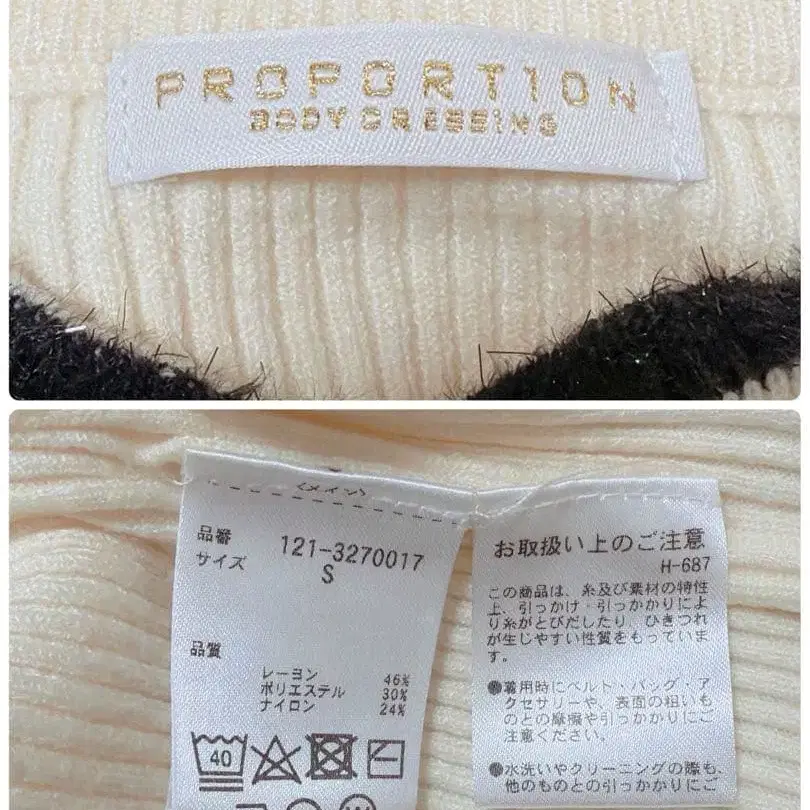 PROPORTION
BODY DRESSING
〈メイン〉
品番 121-3270017
サイズ S
品質
レーヨン 46%
ポリエステル 30%
ナイロン 24%
40
お取扱い上のご注意
H-687
この商品は、糸及び素材の特性
上、引っかけ・引っかかりによ
り糸がとびだしたり、ひきつれ
が生じやすい性質をもっていま
す。
●着用時にベルト・バッグ・ア
クセサリーや、表面の粗いも
のとの摩擦や引っかかりにご
注意ください。
●水洗いやクリーニングの際も、
他のものとの引っかかりにご